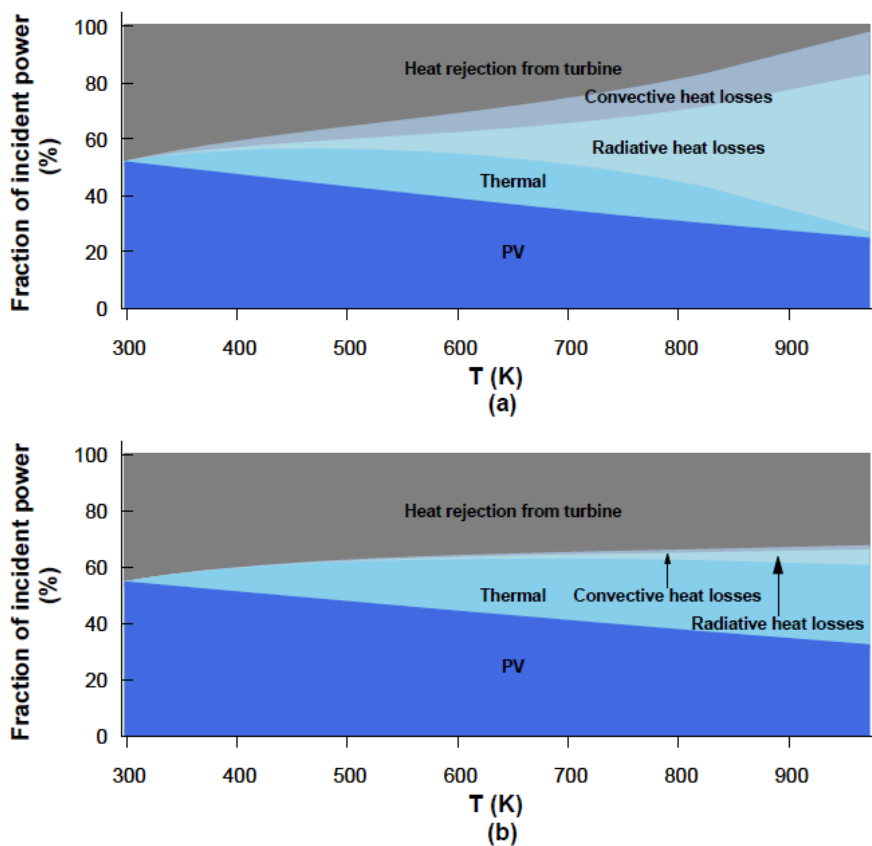 Fraction of incident power
(%)
100
80
60
40
20
0
Heat rejection from turbine
Convective heat losses
Radiative heat losses
Thermal
PV
300 400 500 600 700 800 900
T (K)
(a)
Fraction of incident power
(%)
100
80
60
40
20
0
Heat rejection from turbine
Thermal
Convective heat losses
Radiative heat losses
PV
300 400 500 600 700 800 900
T (K)
(b)